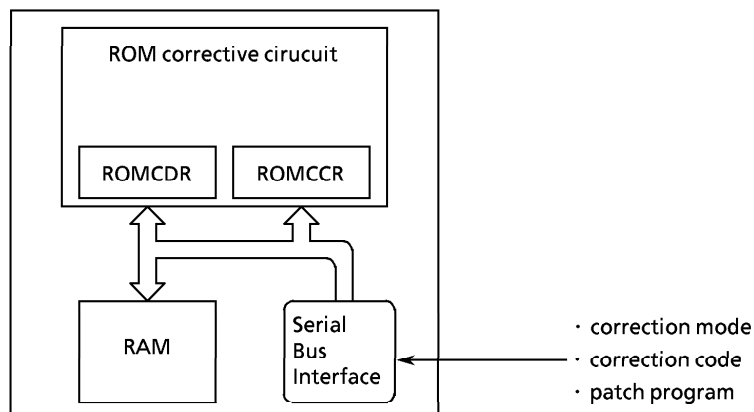 ROM corrective cirucuit
ROMCDR
ROMCCR
RAM
Serial
Bus
Interface
· correction mode
· correction code
· patch program